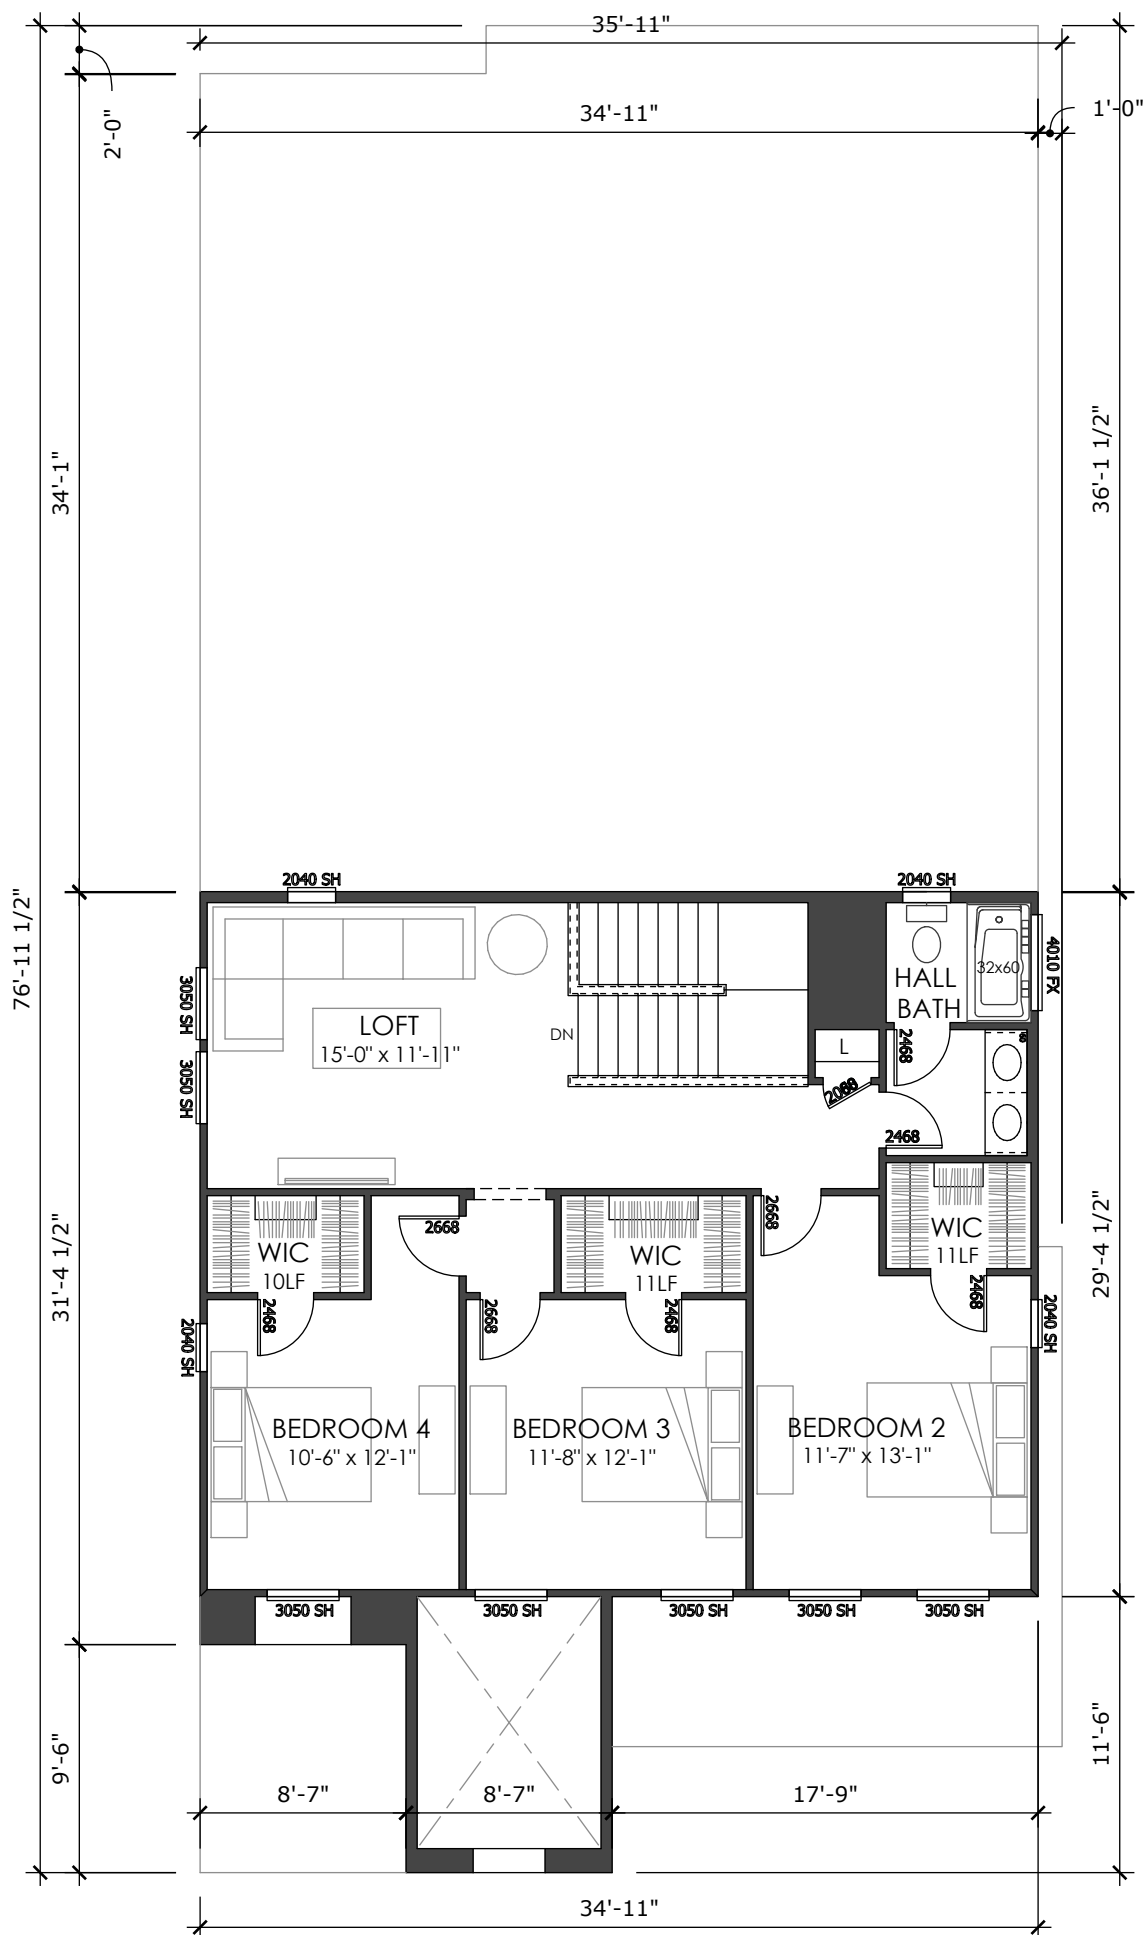 35'-11"
34'-11"
1'-0"
2'-0"
34'-1"
36'-1 1/2"
76'-11 1/2"
2040 SH
2040 SH
3050 SH
3050 SH
4010 FX
LOFT
15'-0" x 11'-11"
DN
HALL
BATH
32x60
L
2468
2068
2468
31'-4 1/2"
29'-4 1/2"
WIC
10LF
2668
WIC
11LF
2668
WIC
11LF
2468
2668
2468
2468
2040 SH
2040 SH
BEDROOM 4
10'-6" x 12'-1"
BEDROOM 3
11'-8" x 12'-1"
BEDROOM 2
11'-7" x 13'-1"
3050 SH
3050 SH
3050 SH
3050 SH
3050 SH
9'-6"
11'-6"
8'-7"
8'-7"
17'-9"
34'-11"